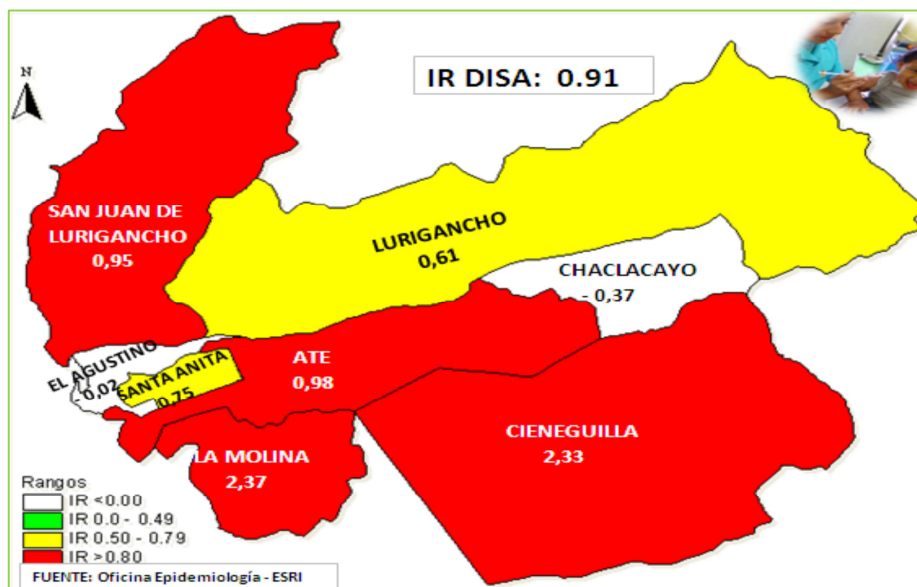 N
IR DISA: 0.91
SAN JUAN DE
LURIGANCHO
0,95
LURIGANCHO
0,61
CHACLACAYO
- 0,37
EL AGUSTINO
- 0,02
SANTA ANITA
0,75
ATE
0,98
CIENEGUILLA
2,33
LA MOLINA
2,37
Rangos
IR <0.00
IR 0.0 - 0.49
IR 0.50 - 0.79
IR >0.80
FUENTE: Oficina Epidemiología - ESRI